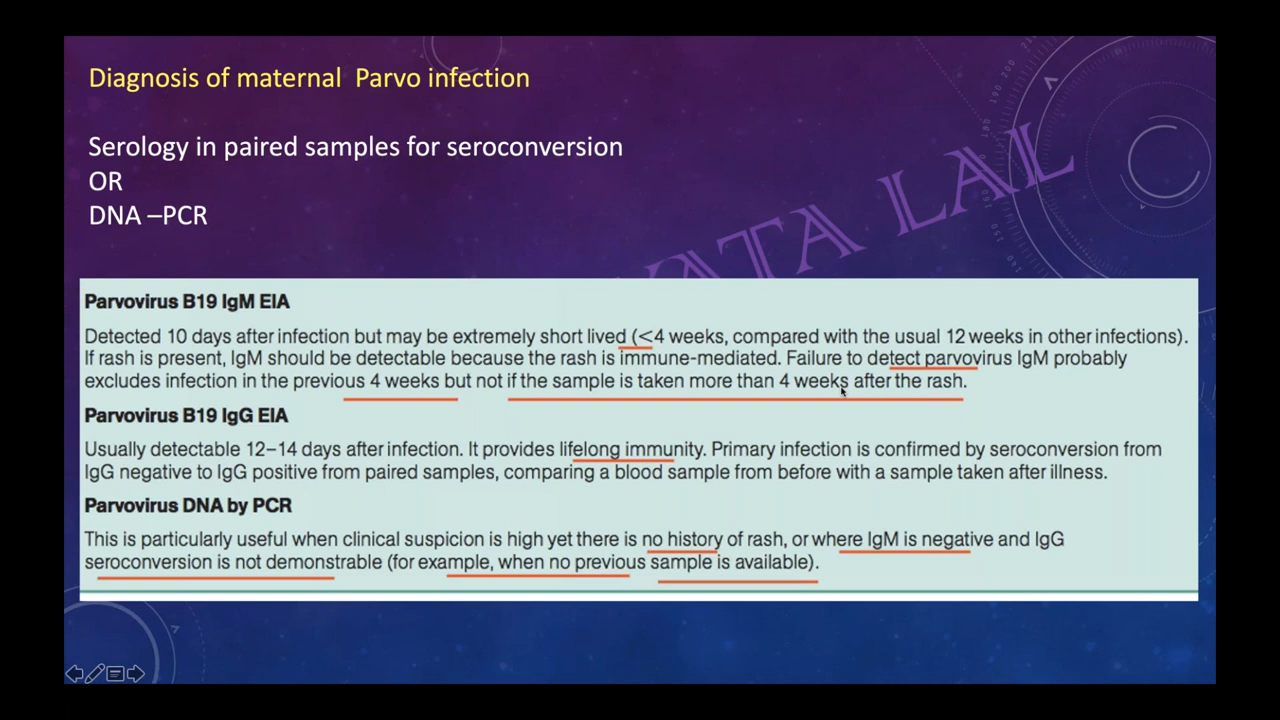 Diagnosis of maternal  Parvo infection
Serology in paired samples for seroconversion
OR
DNA –PCR
ATA LAL
Parvovirus B19 IgM EIA
Detected 10 days after infection but may be extremely short lived (<4 weeks, compared with the usual 12 weeks in other infections).
If rash is present, IgM should be detectable because the rash is immune-mediated. Failure to detect parvovirus IgM probably
excludes infection in the previous 4 weeks but not if the sample is taken more than 4 weeks after the rash.
Parvovirus B19 IgG EIA
Usually detectable 12–14 days after infection. It provides lifelong immunity. Primary infection is confirmed by seroconversion from
IgG negative to IgG positive from paired samples, comparing a blood sample from before with a sample taken after illness.
Parvovirus DNA by PCR
This is particularly useful when clinical suspicion is high yet there is no history of rash, or where IgM is negative and IgG
seroconversion is not demonstrable (for example, when no previous sample is available).